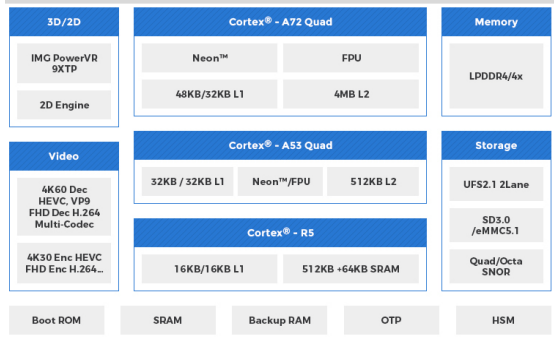 3D/2D
IMG PowerVR
9XTP
2D Engine
Cortex® - A72 Quad
Neon™
FPU
48KB/32KB L1
4MB L2
Memory
LPDDR4/4x
Video
4K60 Dec
HEVC, VP9
FHD Dec H.264
Multi-Codec
4K30 Enc HEVC
FHD Enc H.264...
Cortex® - A53 Quad
32KB / 32KB L1
Neon™/FPU
512KB L2
Cortex® - R5
16KB/16KB L1
512KB +64KB SRAM
Storage
UFS2.1 2Lane
SD3.0
/eMMC5.1
Quad/Octa
SNOR
Boot ROM
SRAM
Backup RAM
OTP
HSM